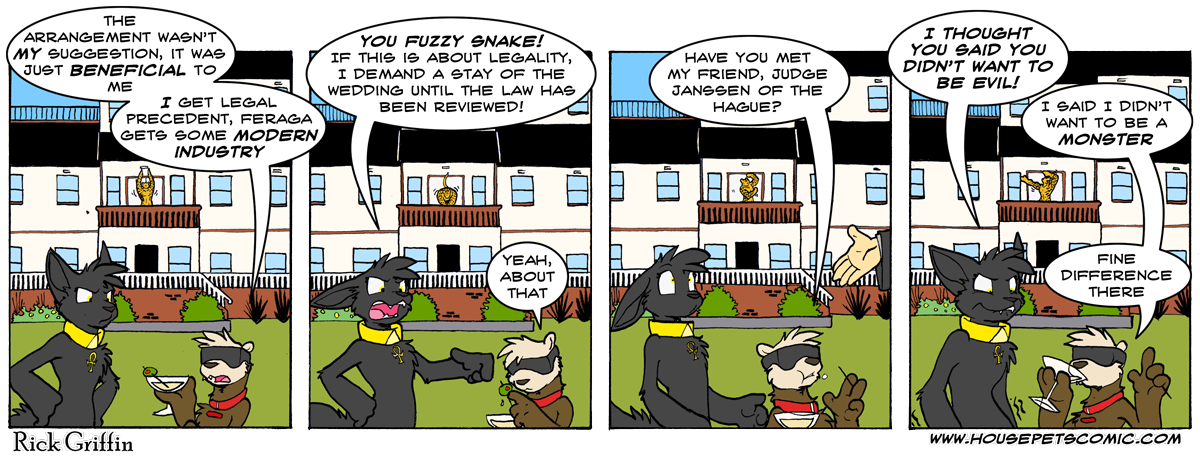 THE
ARRANGEMENT WASN'T
MY SUGGESTION, IT WAS
JUST BENEFICIAL TO
ME
I GET LEGAL
PRECEDENT, FERAGA
GETS SOME MODERN
INDUSTRY
YOU FUZZY SNAKE!
IF THIS IS ABOUT LEGALITY,
I DEMAND A STAY OF THE
WEDDING UNTIL THE LAW HAS
BEEN REVIEWED!
YEAH,
ABOUT
THAT
HAVE YOU MET
MY FRIEND, JUDGE
JANSSEN OF THE
HAGUE?
I THOUGHT
YOU SAID YOU
DIDN'T WANT TO
BE EVIL!
I SAID I DIDN'T
WANT TO BE A
MONSTER
FINE
DIFFERENCE
THERE
Rick Griffin
WWW.HOUSEPETSCOMIC.COM